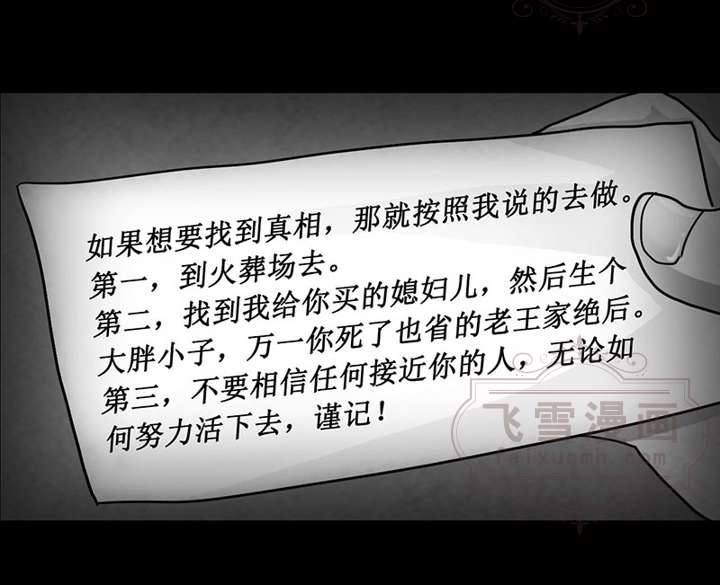 如果想要找到真相，那就按照我说的去做。
第一，到火葬场去。
第二，找到我给你买的媳妇儿，然后生个
大胖小子，万一你死了也省的老王家绝后。
第三，不要相信任何接近你的人，无论如
何努力活下去，谨记！
飞雪漫画
faixuemh.com